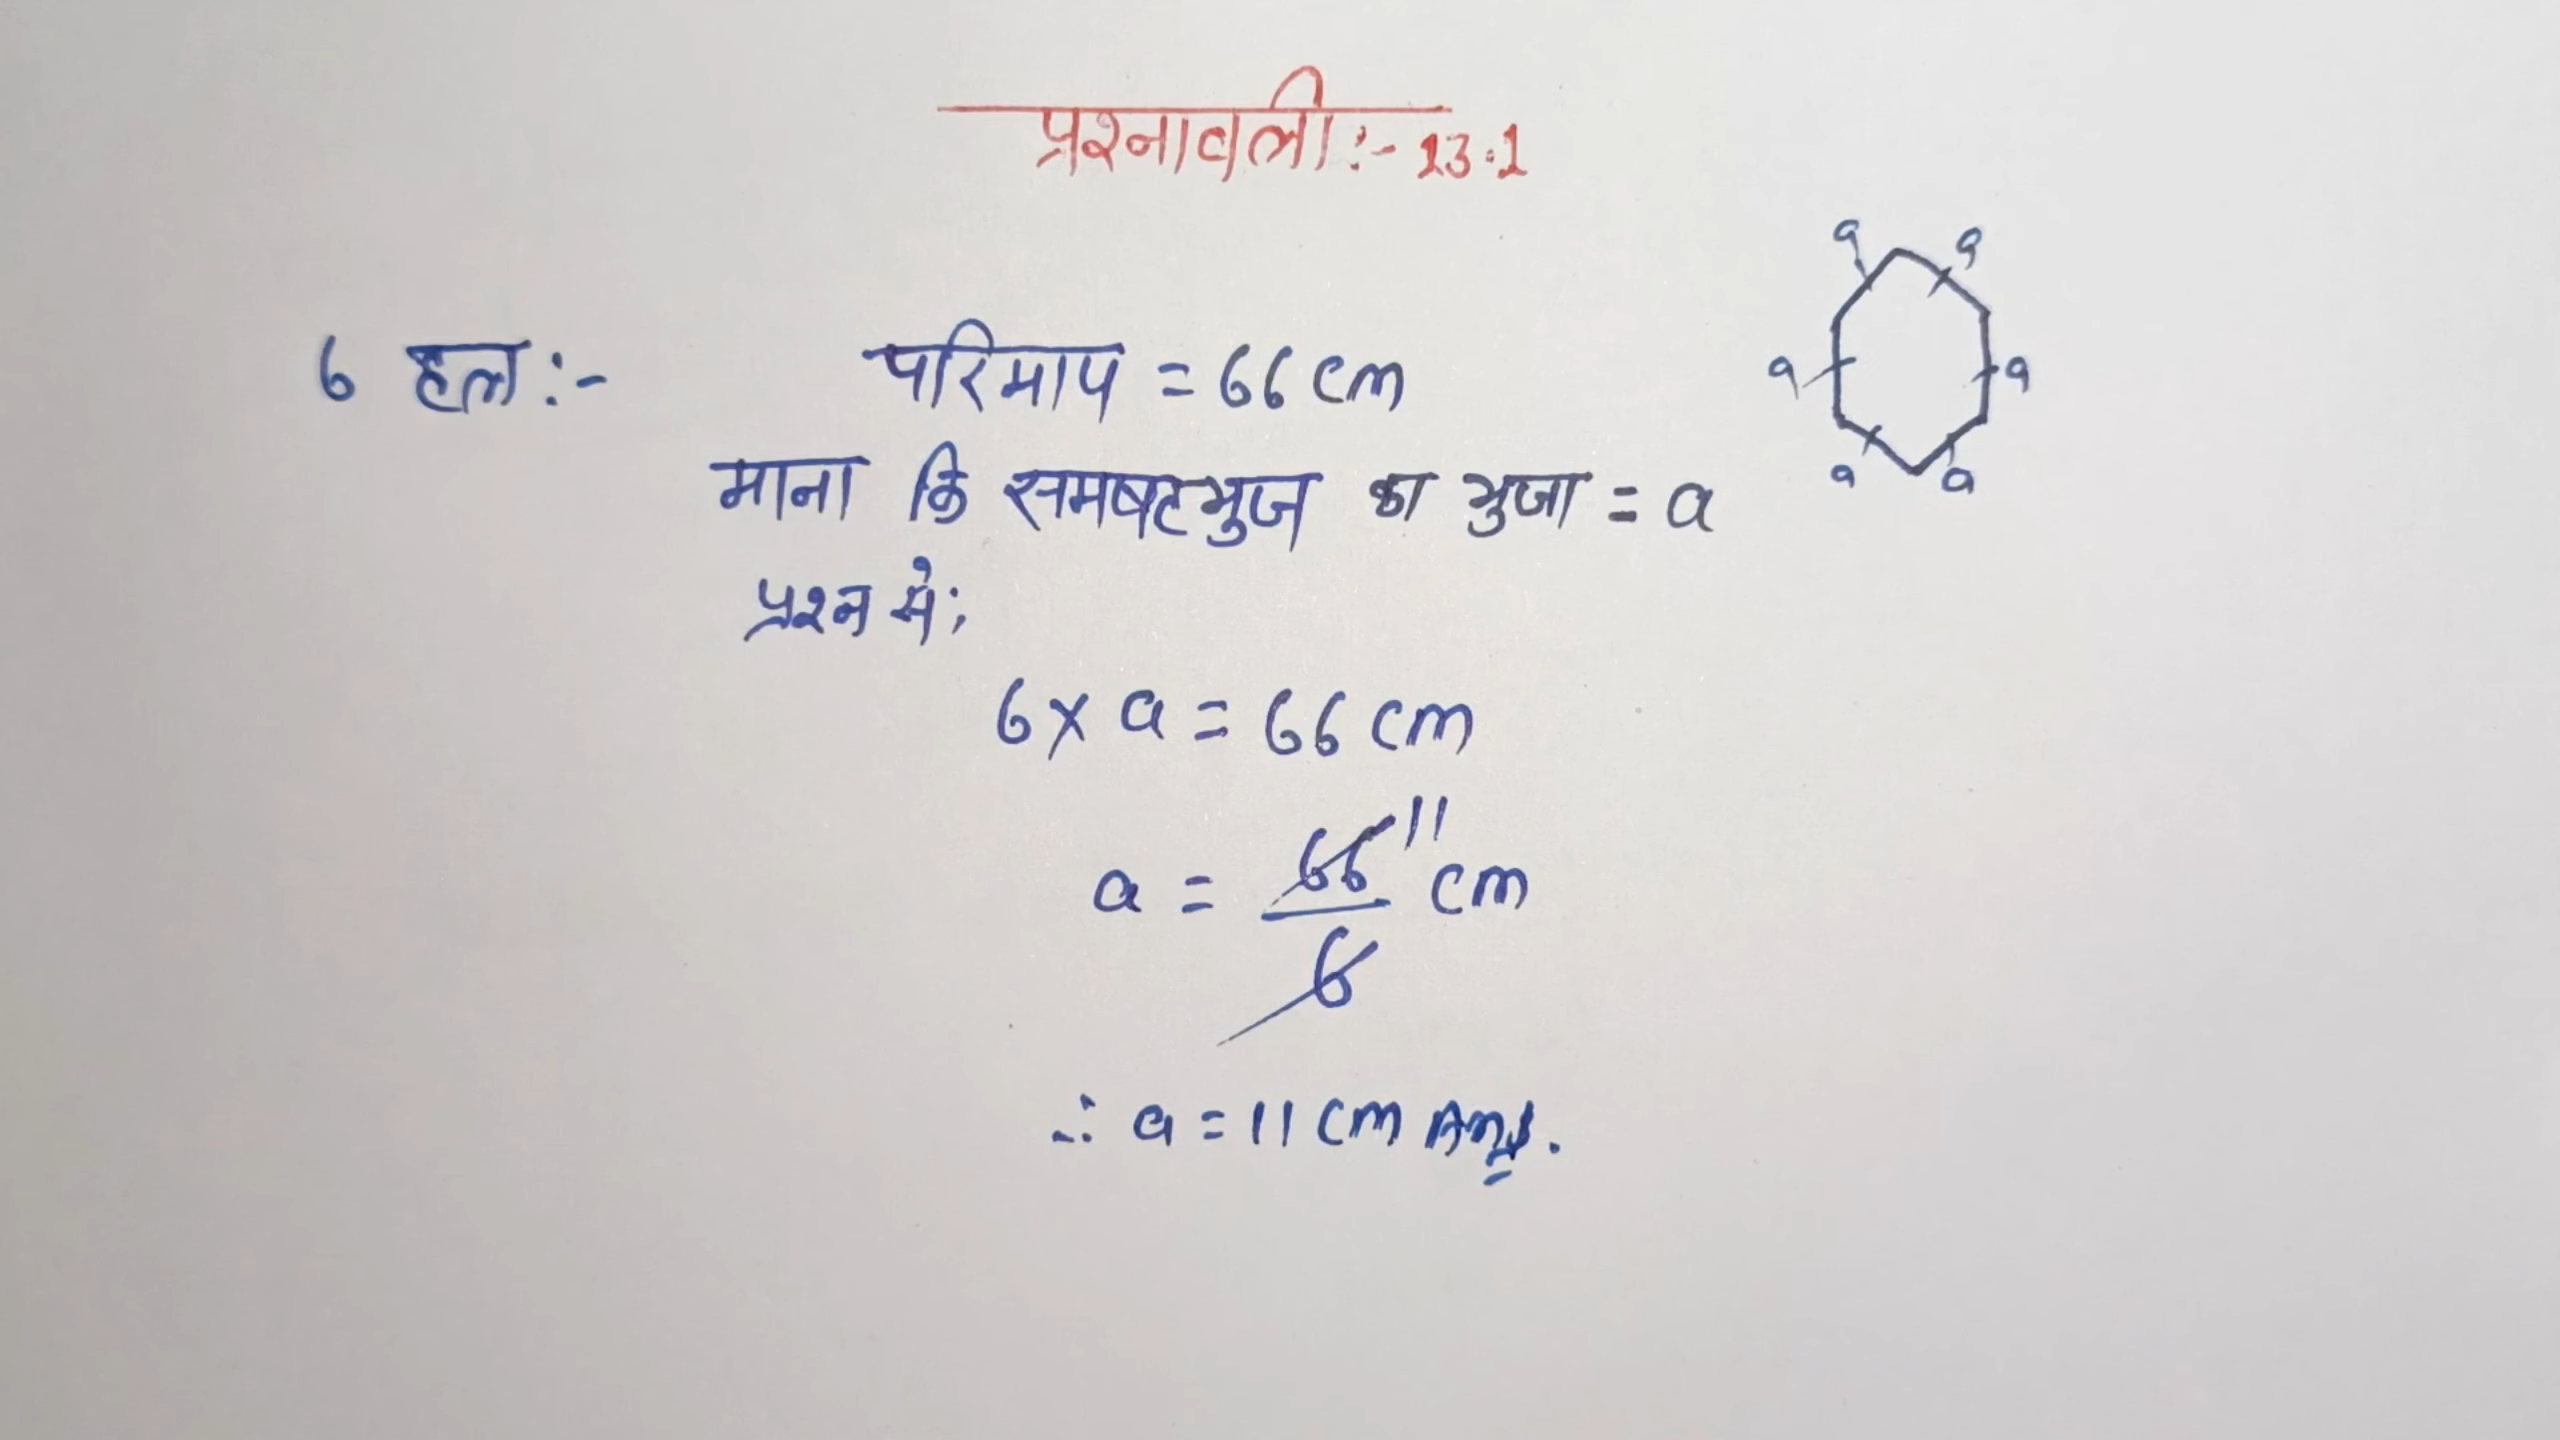 प्रश्नावली:- 13.1
6 हल:- परिमाप = 66 cm
माना कि समषटभुज का भुजा = a
प्रश्न से;
6 x a = 66 cm
a = 66/6 11 cm
∴ a = 11 cm Ans.
a a
a a
a a